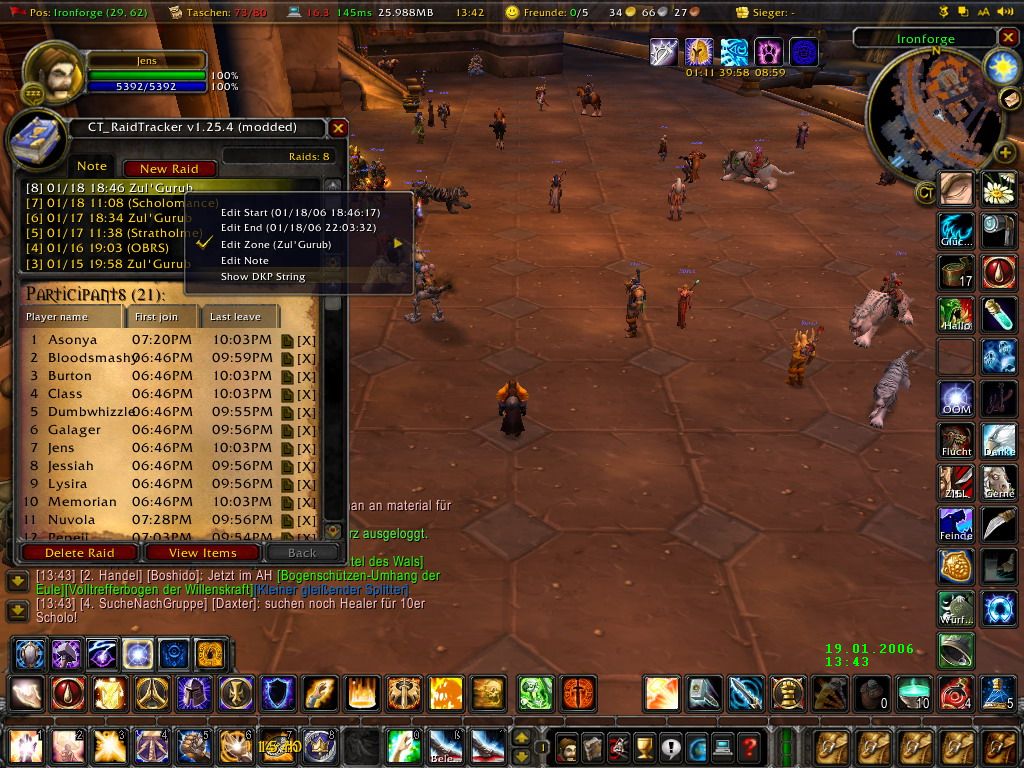 Pos: Ironforge (29, 62)
Taschen: 73/80
16.3 145ms 25.988MB
13:42
Freunde: 0/5
34 66 27
Sieger: -
Ironforge
N
Jens
5392/5392
100%
100%
zzz
01:11 39:58 08:59
CT_RaidTracker v1.25.4 (modded)
Raids: 8
Note
New Raid
[8] 01/18 18:46 Zul'Gurub
[7] 01/18 11:08 (Scholomance)
[6] 01/17 18:34 Zul'Gurub
[5] 01/17 11:38 (Stratholme)
[4] 01/16 19:03 (OBRS)
[3] 01/15 19:58 Zul'Gurub
Edit Start (01/18/06 18:46:17)
Edit End (01/18/06 22:03:32)
Edit Zone (Zul'Gurub)
Edit Note
Show DKP String
Participants (21):
Player name First join Last leave
1 Asonya 07:20PM 10:03PM [X]
2 Bloodsmashy 06:46PM 09:59PM [X]
3 Burton 06:46PM 10:03PM [X]
4 Class 06:46PM 10:03PM [X]
5 Dumbwhizzle 06:46PM 09:55PM [X]
6 Galager 06:46PM 09:56PM [X]
7 Jens 06:46PM 10:03PM [X]
8 Jessiah 06:46PM 09:56PM [X]
9 Lysira 06:46PM 09:56PM [X]
10 Memorian 06:46PM 10:03PM [X]
11 Nuvola 07:28PM 09:56PM [X]
Delete Raid
View Items
Back
an an material für
rz ausgeloggt.
tel des Wals]
[13:43] [2. Handel] [Boshido]: Jetzt im AH [Bogenschützen-Umhang der
Eule][Volltrefferbogen der Willenskraft][Kleiner gleißender Splitter]
[13:43] [4. SucheNachGruppe] [Daxter]: suchen noch Healer für 10er
Scholo!
CT
Glüc...
17
Hallo
OOM
Flucht
Danke
ZIEL
Gerne
Feinde
Würf...
19.01.2006
13:43
0
10
4
5
Bele...